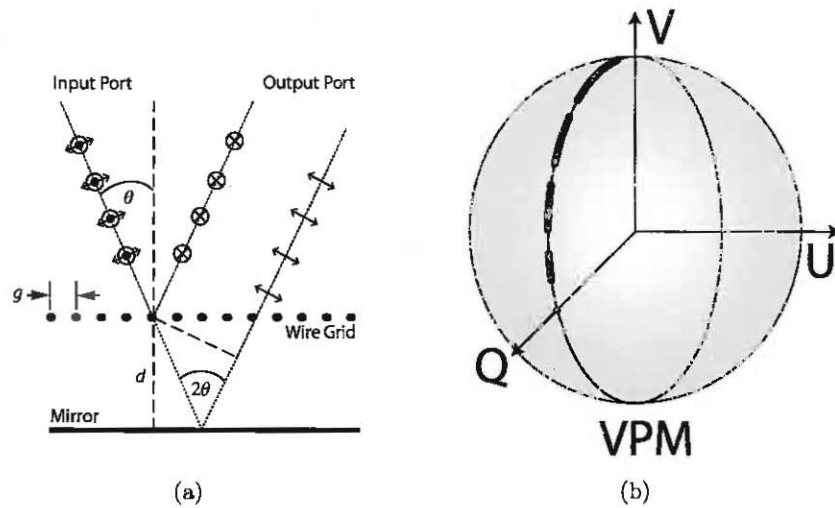 Input Port
Output Port
θ
g
Wire Grid
d
2θ
Mirror
(a)
V
U
Q
VPM
(b)